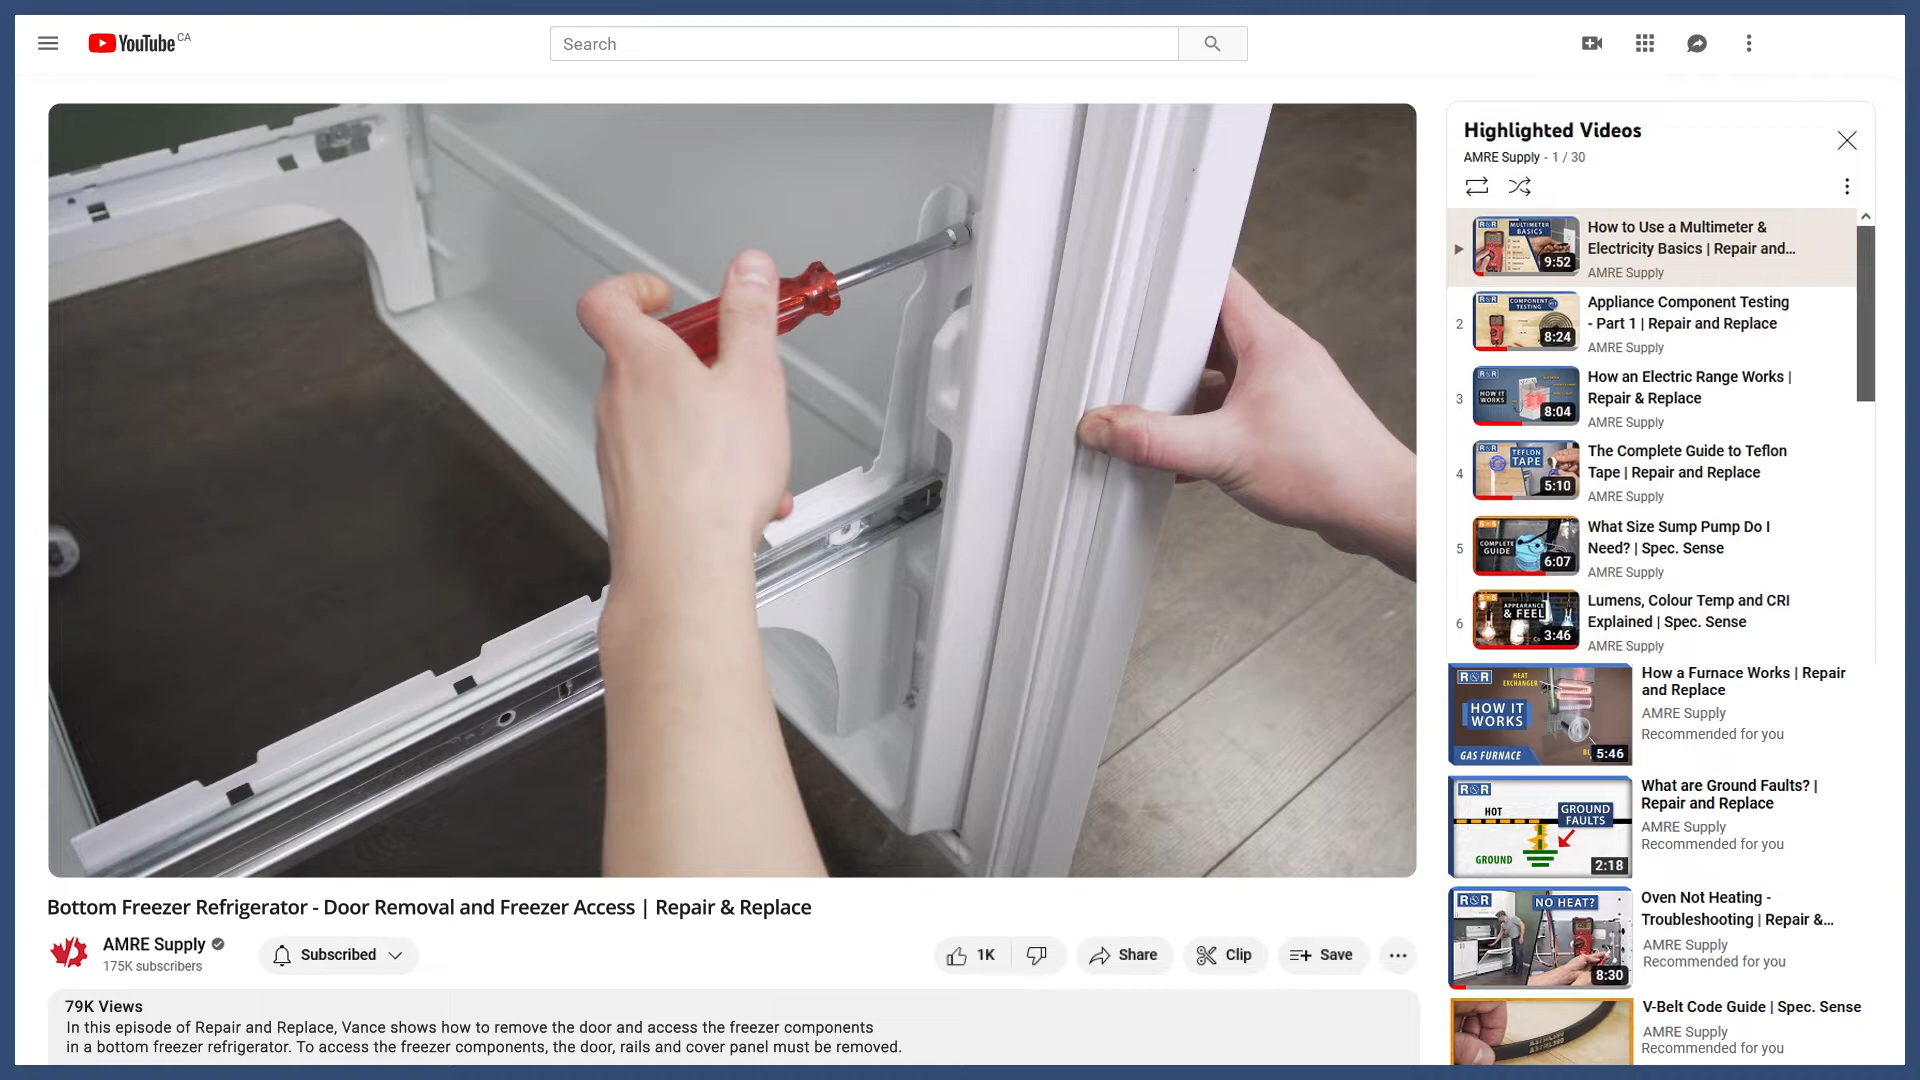 YouTube CA
Search
Highlighted Videos
AMRE Supply - 1 / 30
R&R
MULTIMETER
BASICS
9:52
How to Use a Multimeter &
Electricity Basics | Repair and...
AMRE Supply
2
R&R
COMPONENT
TESTING
8:24
Appliance Component Testing
- Part 1 | Repair and Replace
AMRE Supply
3
R&R
HOW IT
WORKS
8:04
How an Electric Range Works |
Repair & Replace
AMRE Supply
4
R&R
TEFLON
TAPE
5:10
The Complete Guide to Teflon
Tape | Repair and Replace
AMRE Supply
5
S+S
COMPLETE
GUIDE
6:07
What Size Sump Pump Do I
Need? | Spec. Sense
AMRE Supply
6
S+S
APPEARANCE
& FEEL
3:46
Lumens, Colour Temp and CRI
Explained | Spec. Sense
AMRE Supply
R&R
HEAT
EXCHANGER
HOW IT
WORKS
GAS FURNACE
5:46
How a Furnace Works | Repair
and Replace
AMRE Supply
Recommended for you
R&R
HOT
GROUND
FAULTS
GROUND
2:18
What are Ground Faults? |
Repair and Replace
AMRE Supply
Recommended for you
R&R
NO HEAT?
8:30
Oven Not Heating -
Troubleshooting | Repair &...
AMRE Supply
Recommended for you
V-Belt Code Guide | Spec. Sense
AMRE Supply
Recommended for you
Bottom Freezer Refrigerator - Door Removal and Freezer Access | Repair & Replace
AMRE Supply
175K subscribers
Subscribed
1K
Share
Clip
Save
79K Views
In this episode of Repair and Replace, Vance shows how to remove the door and access the freezer components
in a bottom freezer refrigerator. To access the freezer components, the door, rails and cover panel must be removed.